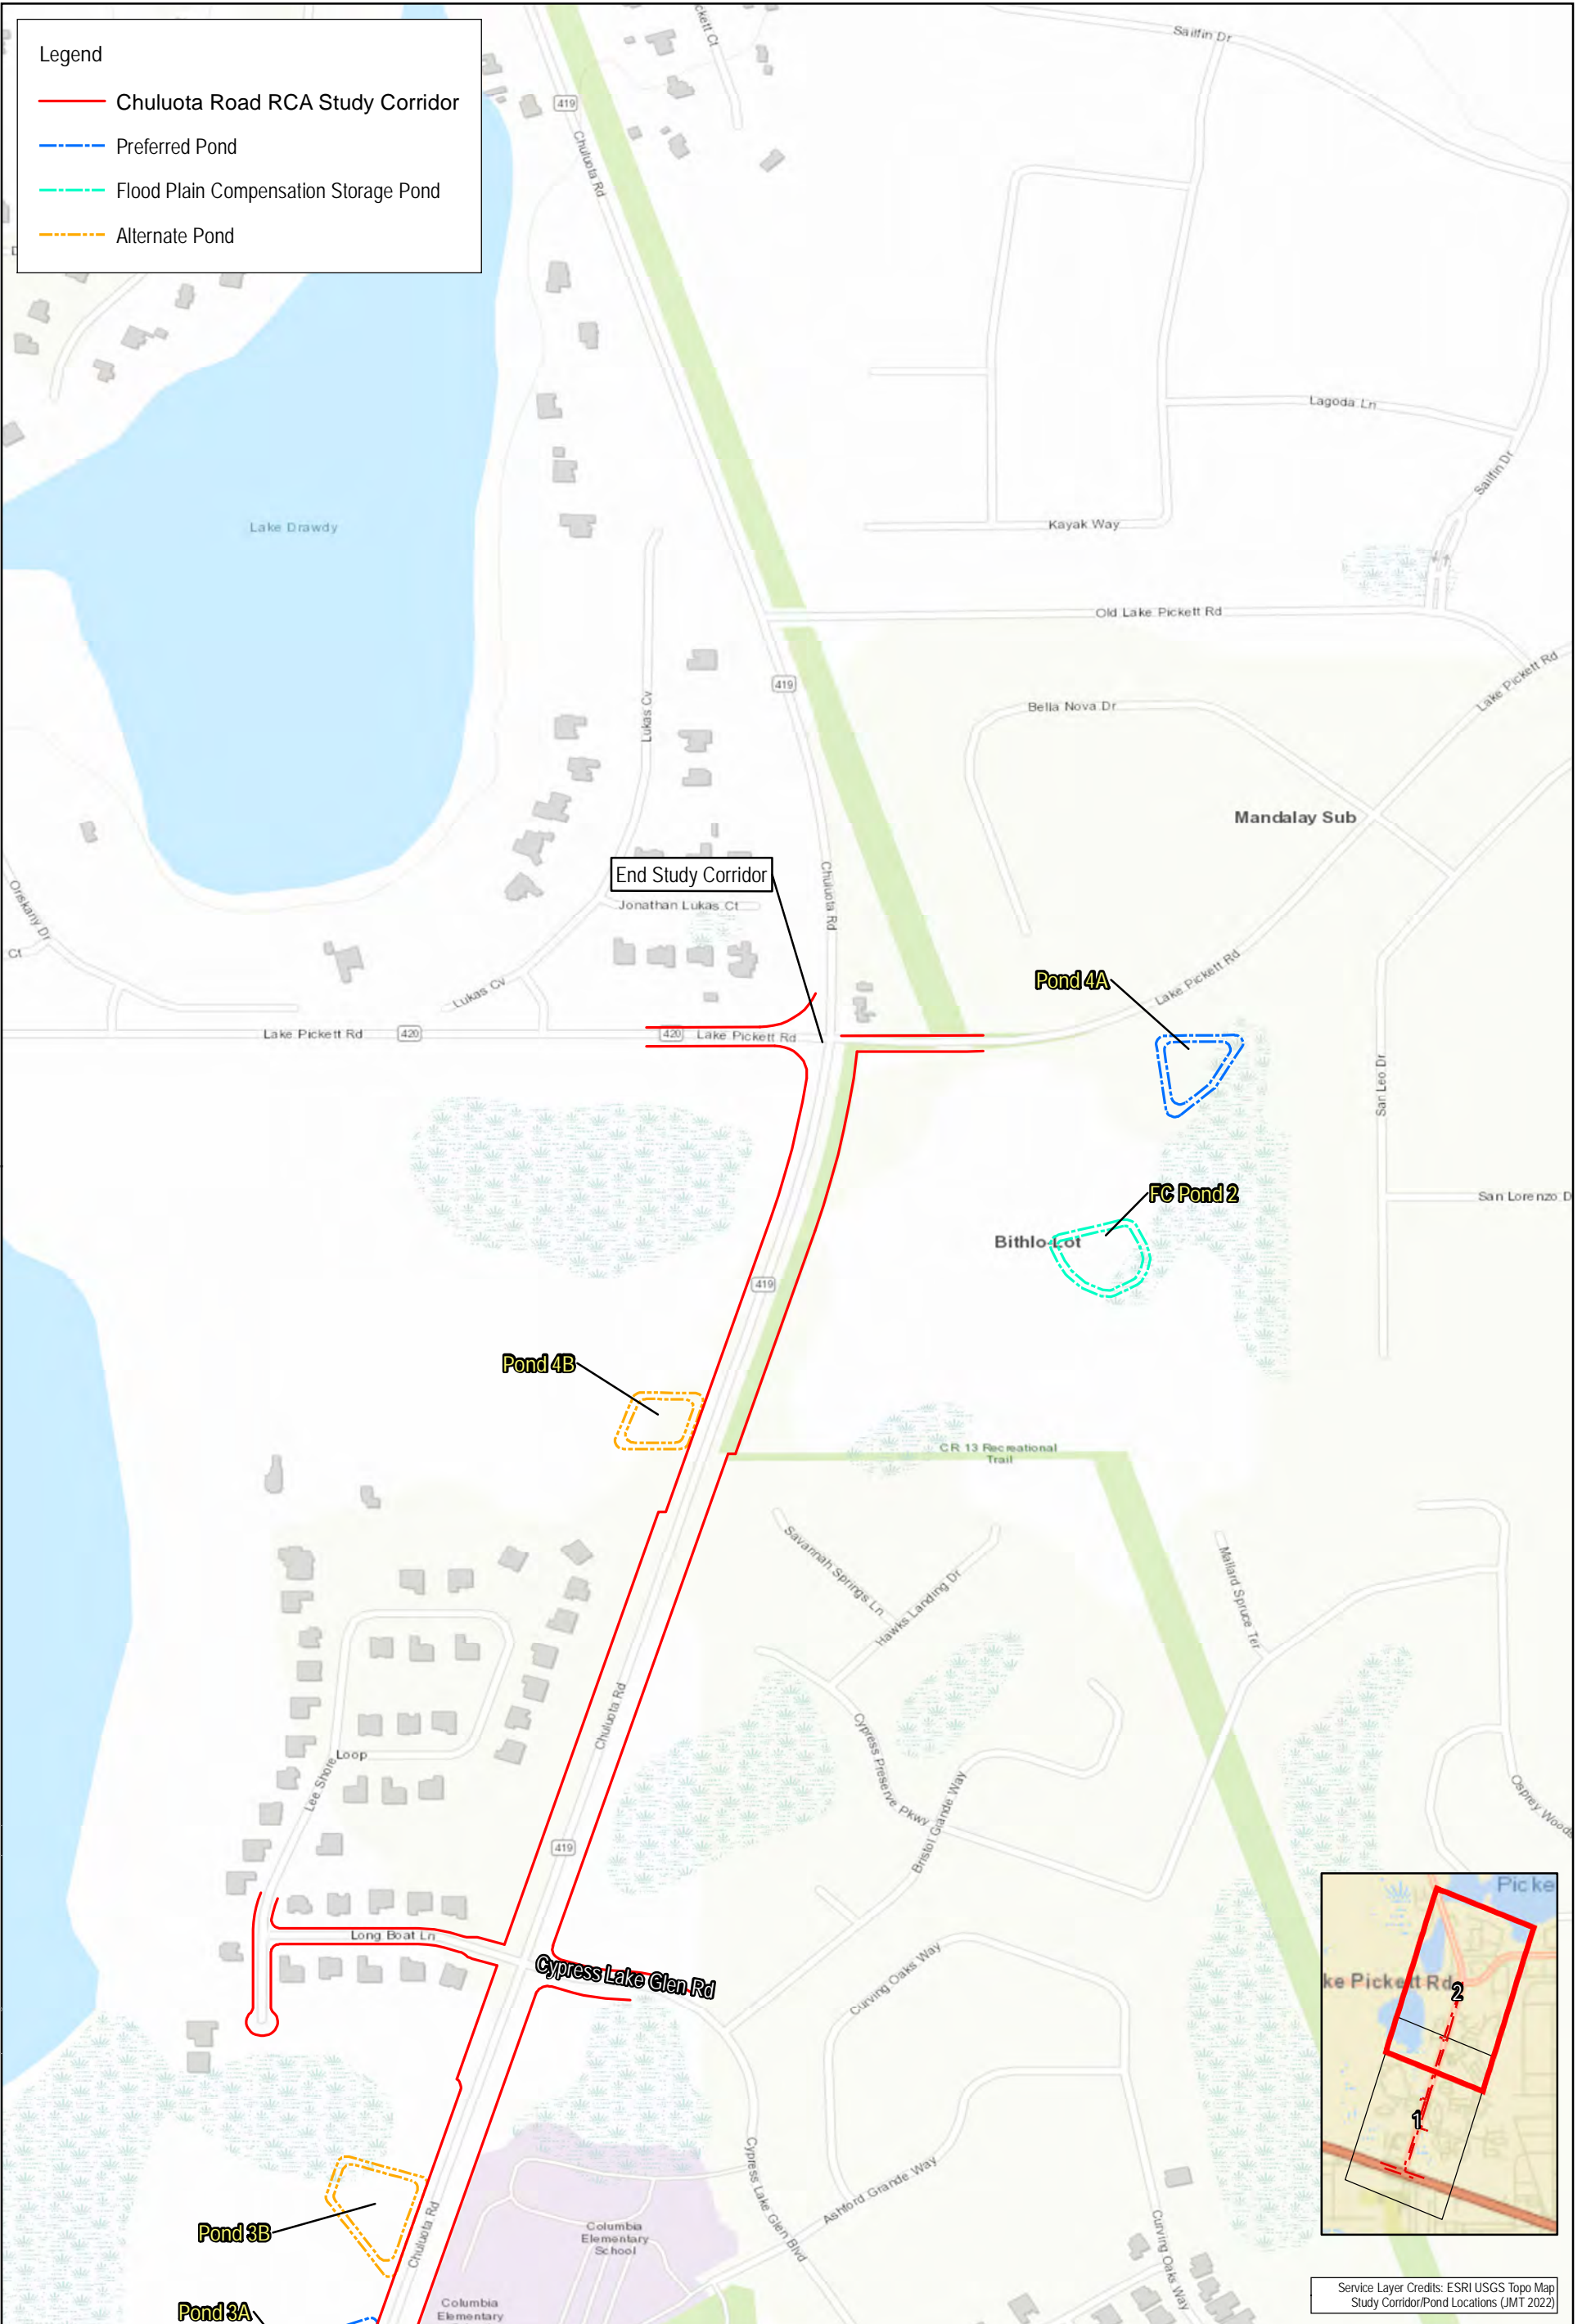 Legend
Chuluota Road RCA Study Corridor
Preferred Pond
Flood Plain Compensation Storage Pond
Alternate Pond
ckett Ct
Sailfin Dr
419
Chuluota Rd
Lagoda Ln
Sailfin Dr
Lake Drawdy
Kayak Way
Old Lake Pickett Rd
Lake Pickett Rd
419
Lukas Cv
Bella Nova Dr
Mandalay Sub
End Study Corridor
Chuluota Rd
Jonathan Lukas Ct
Oriskany Dr
Ct
Lukas Cv
Pond 4A
Lake Pickett Rd
Lake Pickett Rd
420
420
Lake Pickett Rd
San Leo Dr
FC Pond 2
San Lorenzo D
Bithlo-Lot
419
Pond 4B
CR 13 Recreational
Trail
Savannah Springs Ln
Hawks Landing Dr
Mallard Spruce Ter
Chuluota Rd
Cypress Preserve Pkwy
Bristol Grande Way
Lee Shore Loop
Osprey Woods
419
Long Boat Ln
Cypress Lake Glen Rd
Curving Oaks Way
Picke
ke Pickett Rd
2
1
Cypress Lake Glen Blvd
Ashford Grande Way
Curving Oaks Way
Pond 3B
Chuluota Rd
Columbia
Elementary
School
Pond 3A
Columbia
Elementary
Service Layer Credits: ESRI USGS Topo Map
Study Corridor/Pond Locations (JMT 2022)